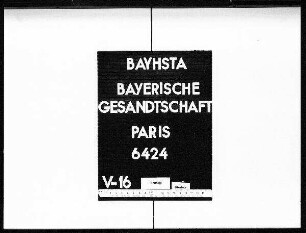 BAYHSTA
BAYERISCHE
GESANDTSCHAFT
PARIS
6424
V-16